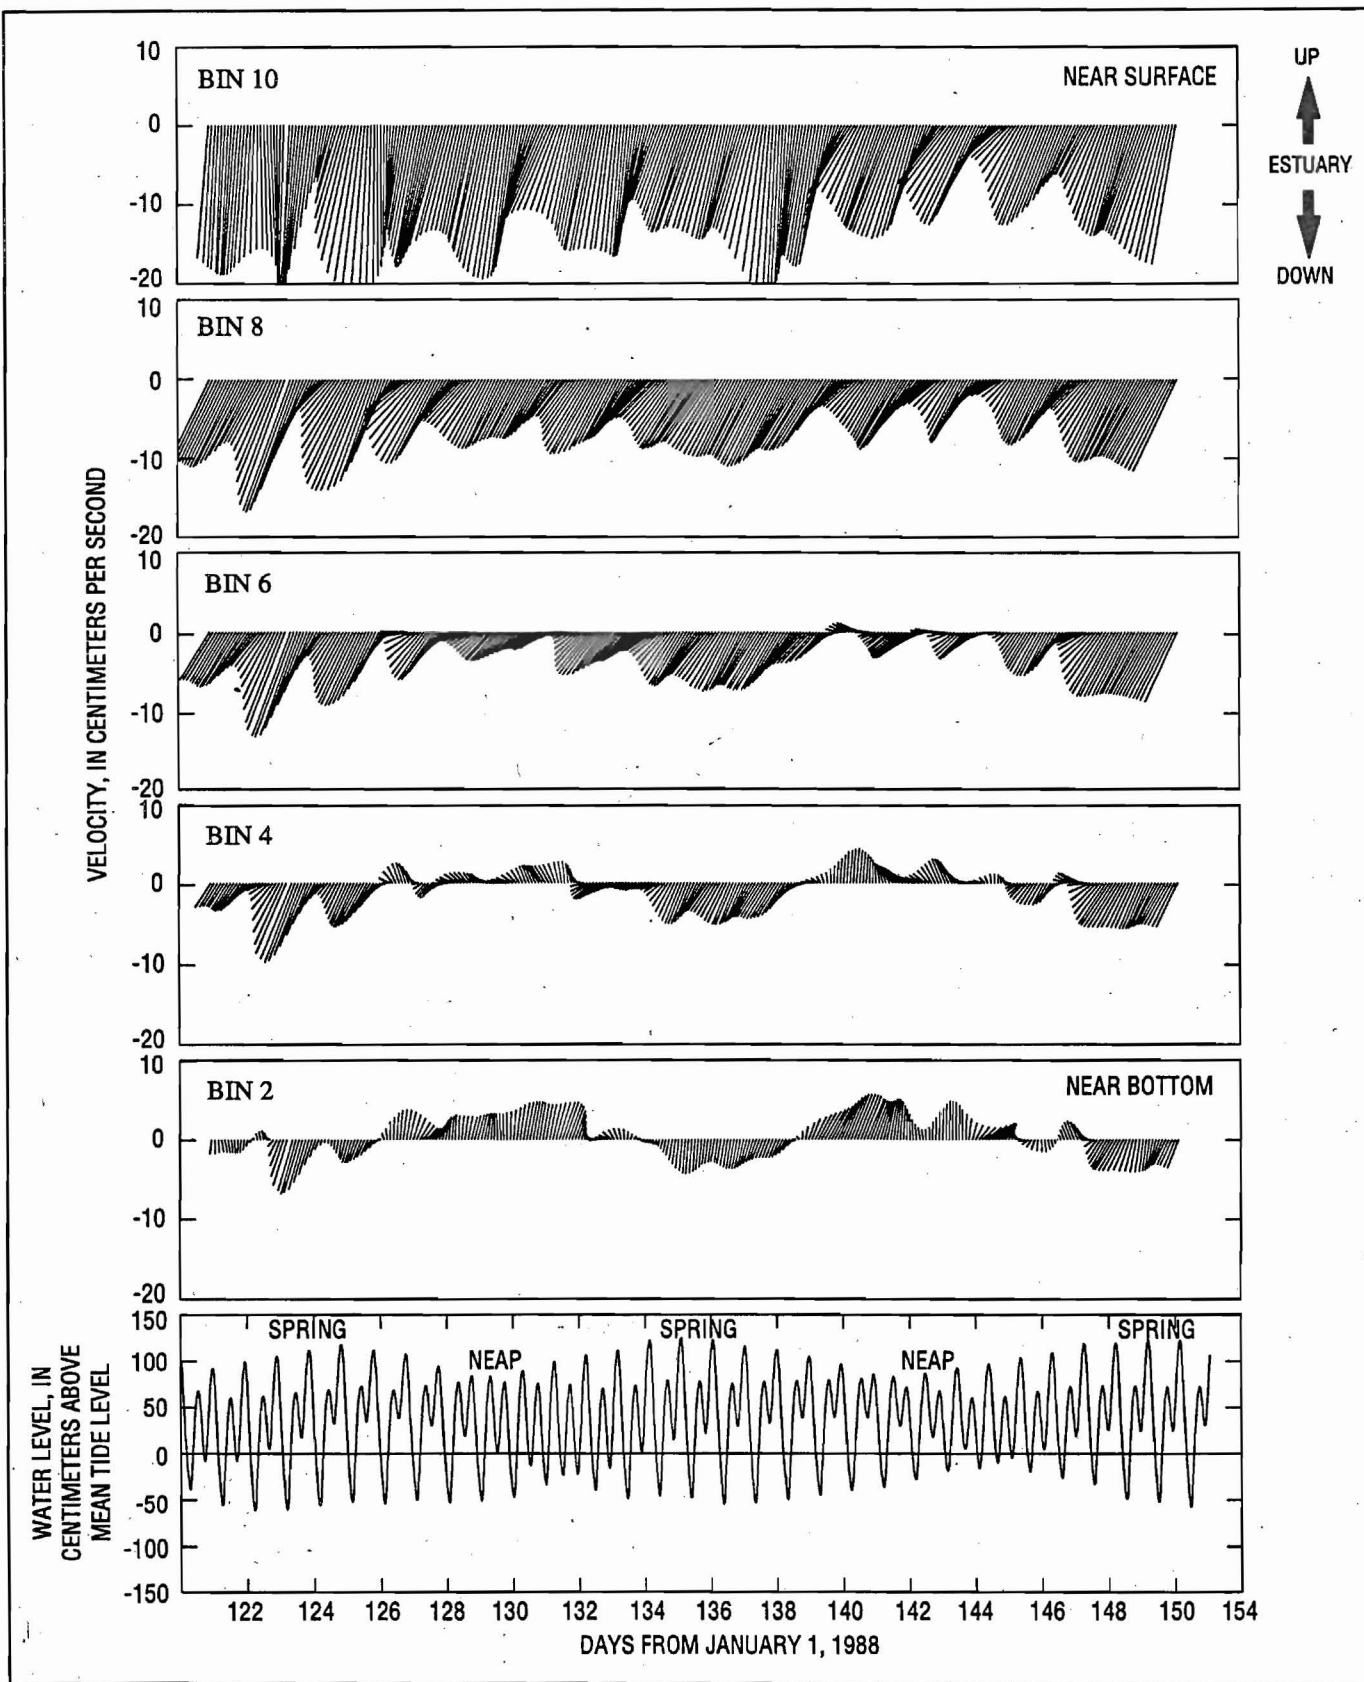 10
BIN 10
NEAR SURFACE
0
-10
-20
UP
ESTUARY
DOWN
10
BIN 8
0
-10
-20
10
BIN 6
0
-10
-20
10
BIN 4
0
-10
-20
10
BIN 2
NEAR BOTTOM
0
-10
-20
VELOCITY, IN CENTIMETERS PER SECOND
150
100
50
0
-50
-100
-150
SPRING
NEAP
SPRING
NEAP
SPRING
WATER LEVEL, IN
CENTIMETERS ABOVE
MEAN TIDE LEVEL
122 124 126 128 130 132 134 136 138 140 142 144 146 148 150 154
DAYS FROM JANUARY 1, 1988